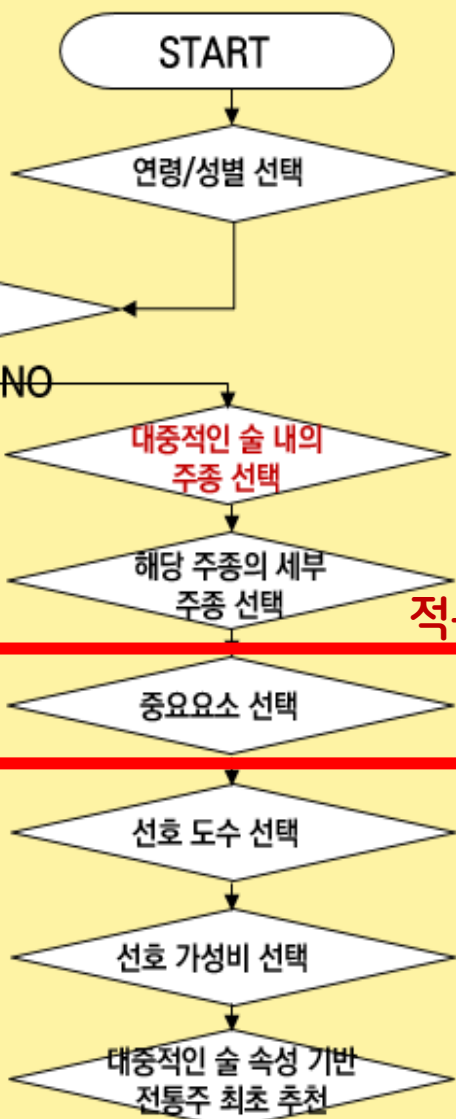 START
연령/성별 선택
NO
대중적인 술 내의
주종 선택
해당 주종의 세부
주종 선택
중요요소 선택
선호 도수 선택
선호 가성비 선택
대중적인 술 속성 기반
전통주 최초 추천